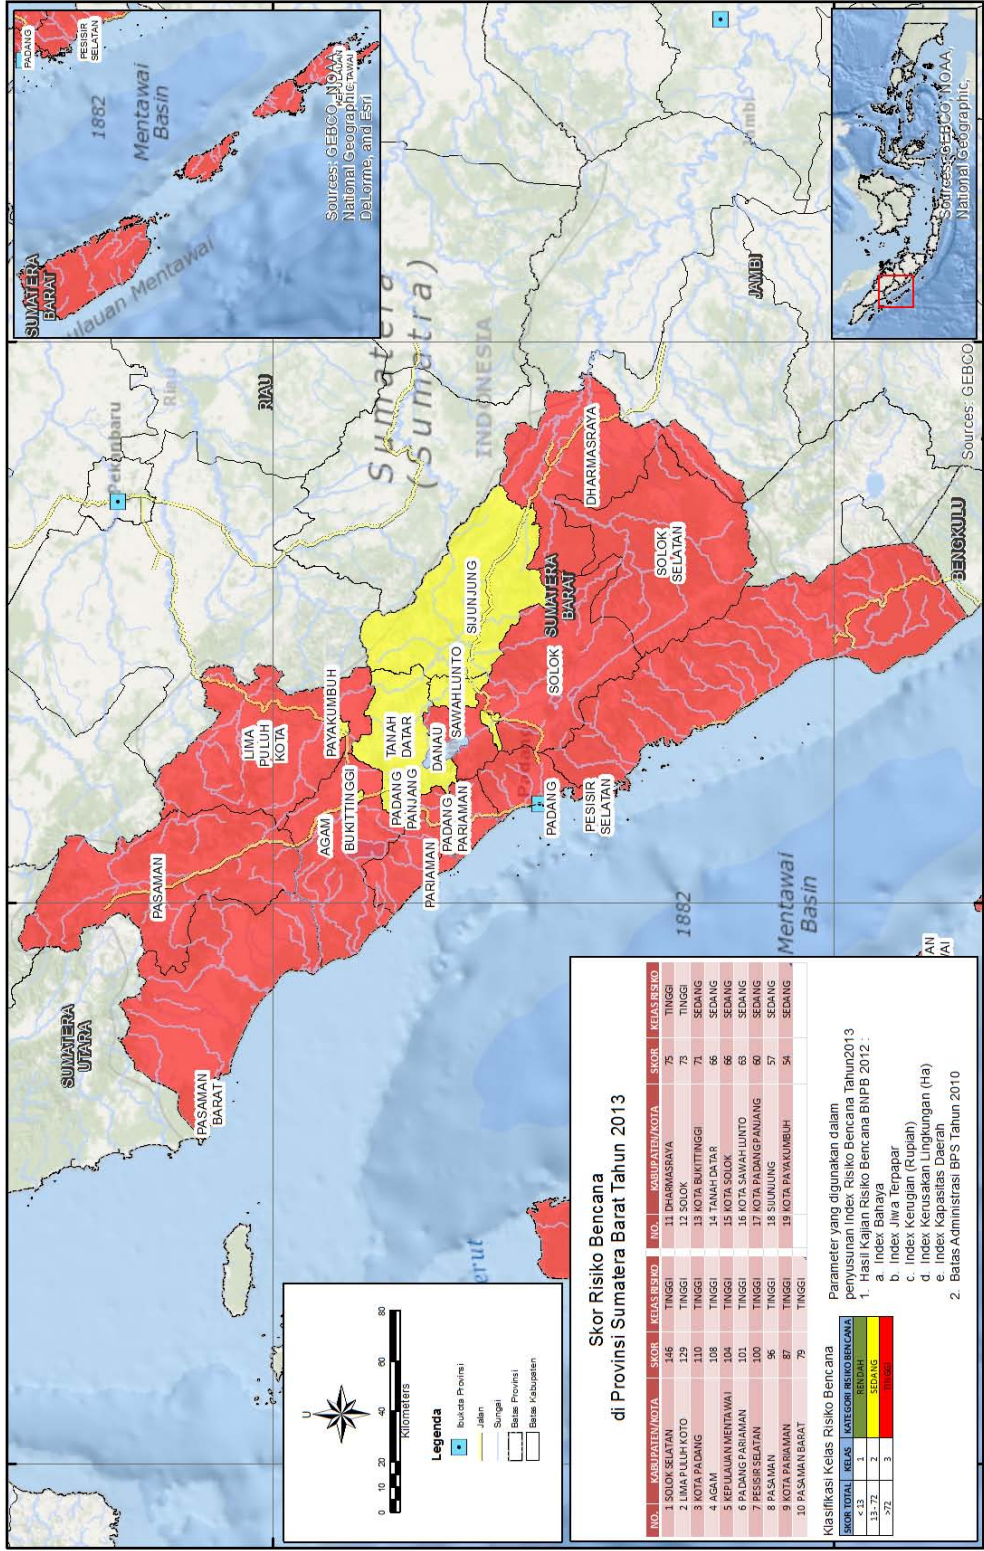 SUMATERA
UTARA
PASAMAN
BARAT
PASAMAN
LIMA
PULUH
KOTA
AGAM
BUKITTINGGI
PAYAKUMBUH
PADANG
PANJANG
TANAH
DATAR
PARIAMAN
PADANG
PARIAMAN
DANAU
SAWAHLUNTO
SIJUNJUNG
PADANG
SOLOK
SUMATERA
BARAT
DHARMASRAYA
PESISIR
SELATAN
SOLOK
SELATAN
RIAU
JAMBI
BENGKULU
Pekanbaru
Riau
Jambi
Padang
Sumatera
(Sumatra)
INDONESIA
1882
Mentawai
Basin
Sources: GEBCO
SUMATERA
BARAT
PADANG
PESISIR
SELATAN
1882
Mentawai
Basin
Sources: GEBCO, NOAA,
National Geographic,
DeLorme, and Esri
Sources: GEBCO, NOAA,
National Geographic,
U
0 10 20 40 60 80
Kilometers
Legenda
Ibukota Provinsi
Jalan
Sungai
Batas Provinsi
Batas Kabupaten
Skor Risiko Bencana
di Provinsi Sumatera Barat Tahun 2013
NO. KABUPATEN/KOTA SKOR KELAS RISIKO NO. KABUPATEN/KOTA SKOR KELAS RISIKO
1 SOLOK SELATAN 146 TINGGI 11 DHARMASRAYA 75 TINGGI
2 LIMA PULUH KOTO 129 TINGGI 12 SOLOK 73 TINGGI
3 KOTA PADANG 110 TINGGI 13 KOTA BUKITTINGGI 71 SEDANG
4 AGAM 108 TINGGI 14 TANAH DATAR 66 SEDANG
5 KEPULAUAN MENTAWAI 104 TINGGI 15 KOTA SOLOK 66 SEDANG
6 PADANG PARIAMAN 101 TINGGI 16 KOTA SAWAH LUNTO 63 SEDANG
7 PESISIR SELATAN 100 TINGGI 17 KOTA PADANG PANJANG 60 SEDANG
8 PASAMAN 96 TINGGI 18 SIJUNJUNG 57 SEDANG
9 KOTA PARIAMAN 87 TINGGI 19 KOTA PAYAKUMBUH 54 SEDANG
10 PASAMAN BARAT 79 TINGGI
Klasifikasi Kelas Risiko Bencana
SKOR TOTAL KELAS KATEGORI RISIKO BENCANA
< 13 1 RENDAH
13 - 72 2 SEDANG
>72 3 TINGGI
Parameter yang digunakan dalam
penyusunan Index Risiko Bencana Tahun2013
1. Hasil Kajian Risiko Bencana BNPB 2012 :
a. Index Bahaya
b. Index Jiwa Terpapar
c. Index Kerugian (Rupiah)
d. Index Kerusakan Lingkungan (Ha)
e. Index Kapasitas Daerah
2. Batas Administrasi BPS Tahun 2010